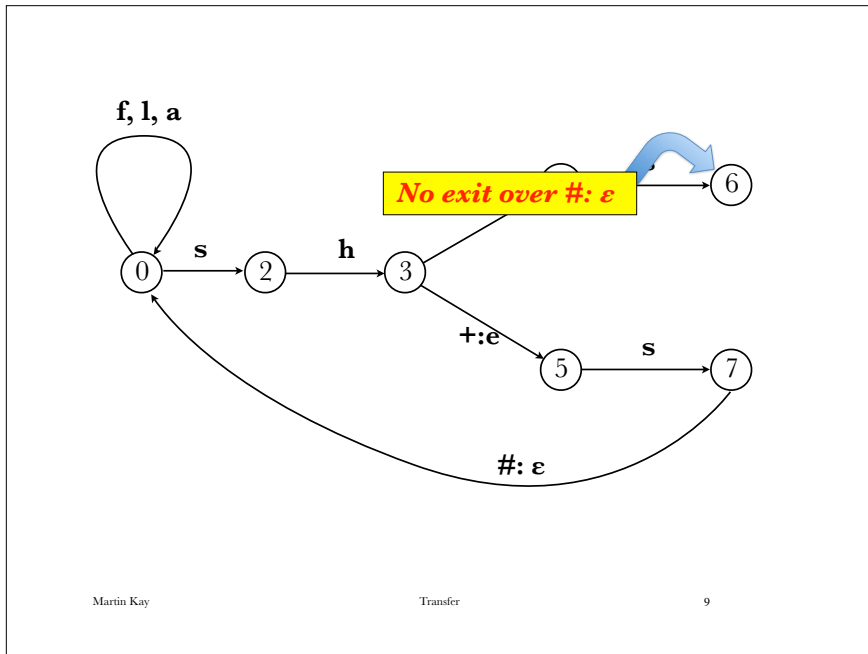 f, l, a
No exit over #: ε
6
s
h
0
2
3
+:e
s
5
7
#: ε
Martin Kay
Transfer
9